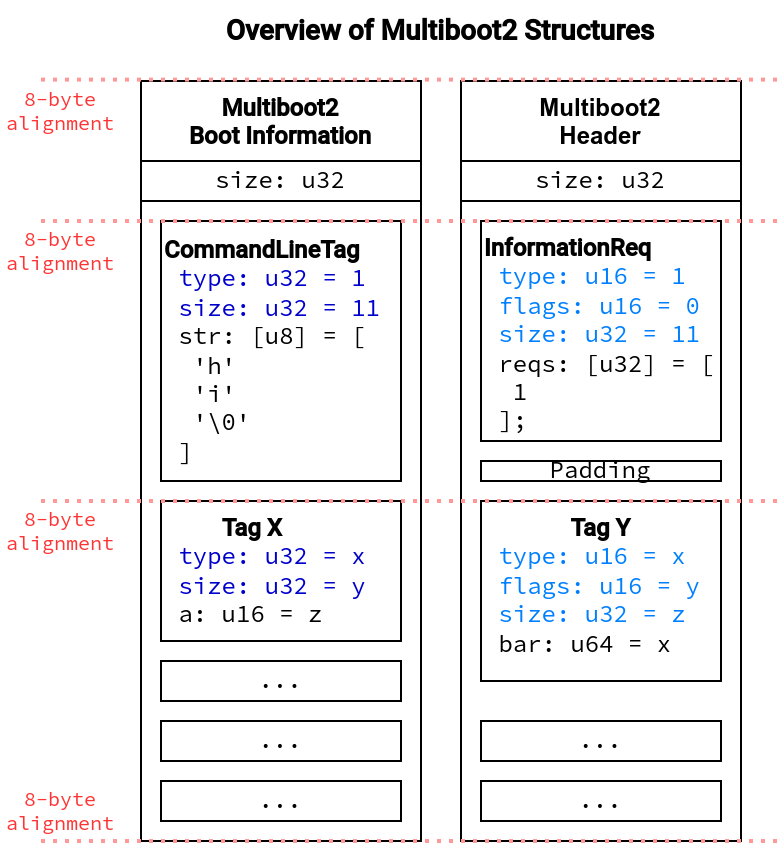 Overview of Multiboot2 Structures
8-byte
alignment
Multiboot2
Boot Information
size: u32
8-byte
alignment
CommandLineTag
type: u32 = 1
size: u32 = 11
str: [u8] = [
'h'
'i'
'\0'
]
8-byte
alignment
Tag X
type: u32 = x
size: u32 = y
a: u16 = z
...
...
...
8-byte
alignment
Multiboot2
Header
size: u32
InformationReq
type: u16 = 1
flags: u16 = 0
size: u32 = 11
reqs: [u32] = [
1
];
Padding
Tag Y
type: u16 = x
flags: u16 = y
size: u32 = z
bar: u64 = x
...
...